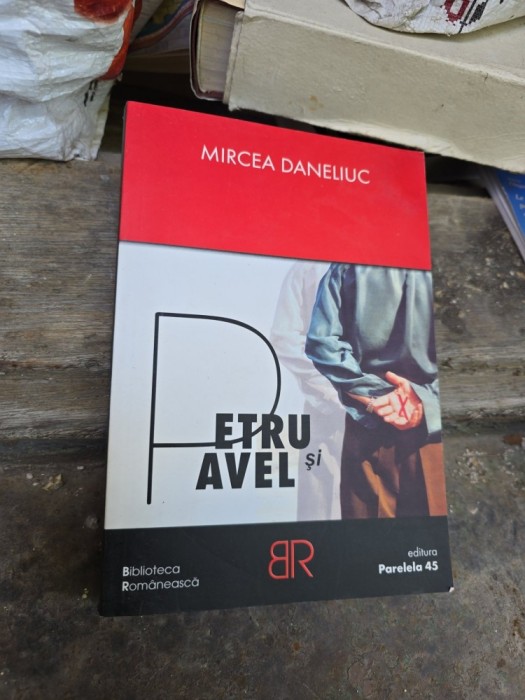 MIRCEA DANELIUC
PETRU
și
PAVEL
Biblioteca
Românească
BR
editura
Parelela 45